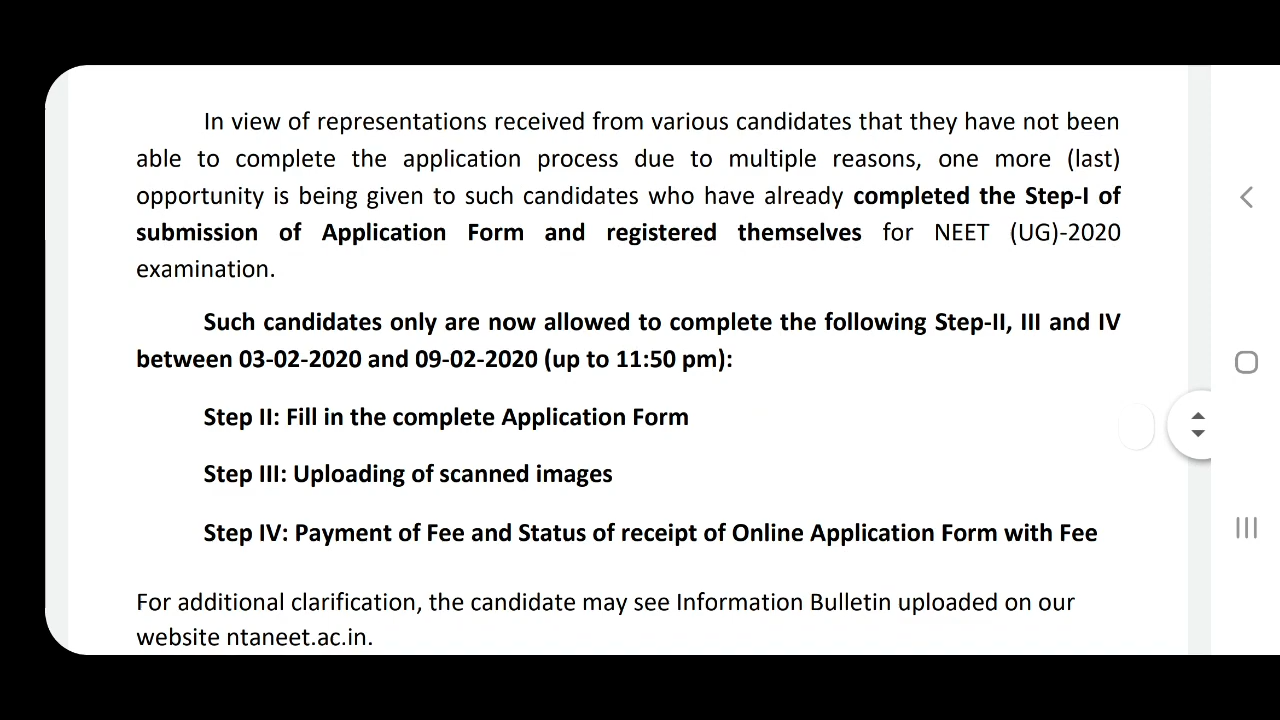 In view of representations received from various candidates that they have not been
able to complete the application process due to multiple reasons, one more (last)
opportunity is being given to such candidates who have already completed the Step-I of
submission of Application Form and registered themselves for NEET (UG)-2020
examination.
Such candidates only are now allowed to complete the following Step-II, III and IV
between 03-02-2020 and 09-02-2020 (up to 11:50 pm):
Step II: Fill in the complete Application Form
Step III: Uploading of scanned images
Step IV: Payment of Fee and Status of receipt of Online Application Form with Fee
For additional clarification, the candidate may see Information Bulletin uploaded on our
website ntaneet.ac.in.